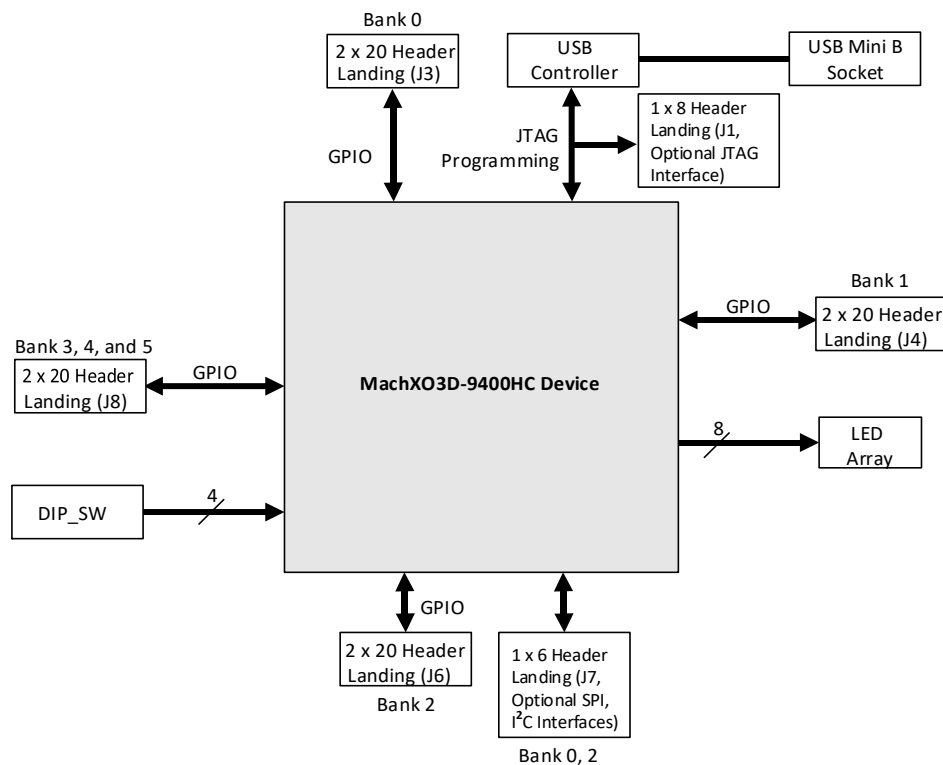 Bank 0
2 x 20 Header
Landing (J3)
GPIO
USB
Controller
USB Mini B
Socket
JTAG
Programming
1 x 8 Header
Landing (J1,
Optional JTAG
Interface)
Bank 1
GPIO
2 x 20 Header
Landing (J4)
Bank 3, 4, and 5
2 x 20 Header
Landing (J8)
GPIO
MachXO3D-9400HC Device
8
LED
Array
DIP_SW
4
GPIO
2 x 20 Header
Landing (J6)
Bank 2
1 x 6 Header
Landing (J7,
Optional SPI,
I²C Interfaces)
Bank 0, 2